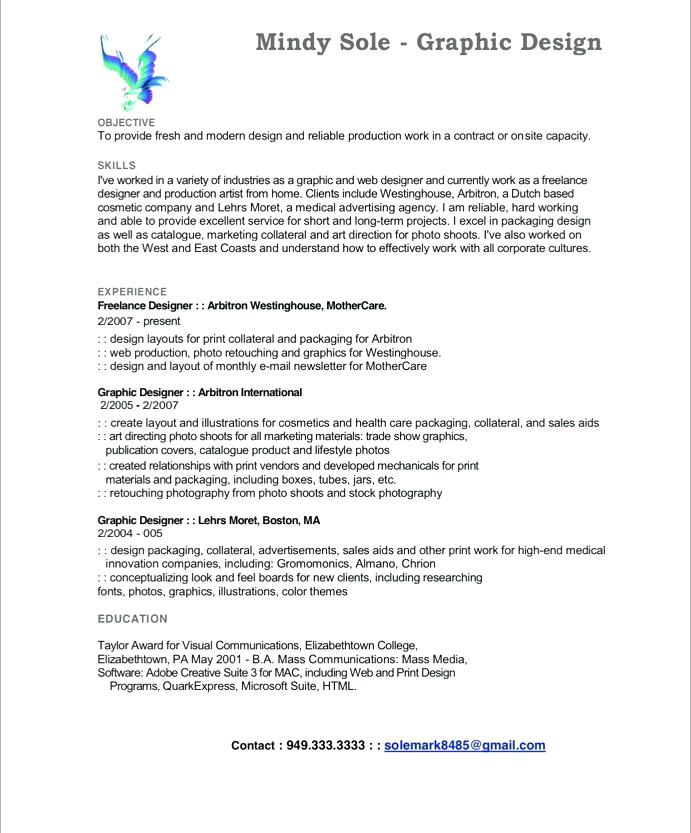 Mindy Sole - Graphic Design
OBJECTIVE
To provide fresh and modern design and reliable production work in a contract or onsite capacity.
SKILLS
I've worked in a variety of industries as a graphic and web designer and currently work as a freelance
designer and production artist from home. Clients include Westinghouse, Arbitron, a Dutch based
cosmetic company and Lehrs Moret, a medical advertising agency. I am reliable, hard working
and able to provide excellent service for short and long-term projects. I excel in packaging design
as well as catalogue, marketing collateral and art direction for photo shoots. I've also worked on
both the West and East Coasts and understand how to effectively work with all corporate cultures.
EXPERIENCE
Freelance Designer : : Arbitron Westinghouse, MotherCare.
2/2007 - present
: : design layouts for print collateral and packaging for Arbitron
: : web production, photo retouching and graphics for Westinghouse.
: : design and layout of monthly e-mail newsletter for MotherCare
Graphic Designer : : Arbitron International
2/2005 - 2/2007
: : create layout and illustrations for cosmetics and health care packaging, collateral, and sales aids
: : art directing photo shoots for all marketing materials: trade show graphics,
publication covers, catalogue product and lifestyle photos
: : created relationships with print vendors and developed mechanicals for print
materials and packaging, including boxes, tubes, jars, etc.
: : retouching photography from photo shoots and stock photography
Graphic Designer : : Lehrs Moret, Boston, MA
2/2004 - 005
: : design packaging, collateral, advertisements, sales aids and other print work for high-end medical
innovation companies, including: Gromomonics, Almano, Chrion
: : conceptualizing look and feel boards for new clients, including researching
fonts, photos, graphics, illustrations, color themes
EDUCATION
Taylor Award for Visual Communications, Elizabethtown College,
Elizabethtown, PA May 2001 - B.A. Mass Communications: Mass Media,
Software: Adobe Creative Suite 3 for MAC, including Web and Print Design
Programs, QuarkExpress, Microsoft Suite, HTML.
Contact : 949.333.3333 : : solemark8485@gmail.com